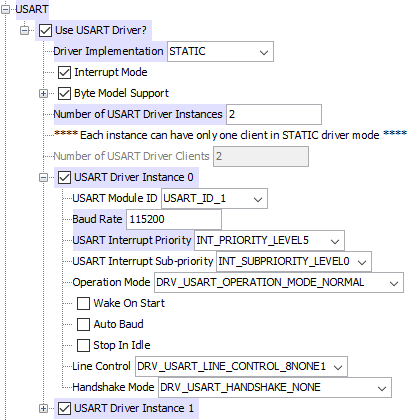 USART
Use USART Driver?
Driver Implementation STATIC
Interrupt Mode
Byte Model Support
Number of USART Driver Instances 2
**** Each instance can have only one client in STATIC driver mode ****
Number of USART Driver Clients 2
USART Driver Instance 0
USART Module ID USART_ID_1
Baud Rate 115200
USART Interrupt Priority INT_PRIORITY_LEVEL5
USART Interrupt Sub-priority INT_SUBPRIORITY_LEVEL0
Operation Mode DRV_USART_OPERATION_MODE_NORMAL
Wake On Start
Auto Baud
Stop In Idle
Line Control DRV_USART_LINE_CONTROL_8NONE1
Handshake Mode DRV_USART_HANDSHAKE_NONE
USART Driver Instance 1